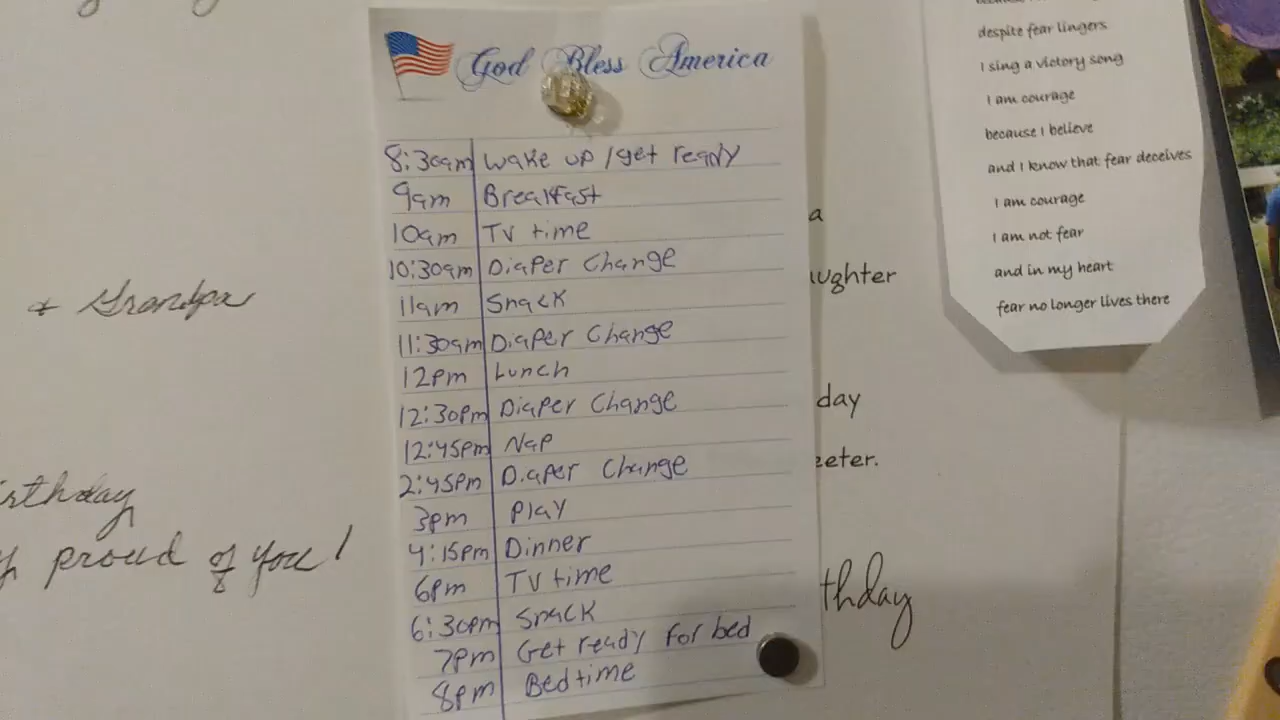 God Bless America
8:30am wake up / get ready
9am Breakfast
10am TV time
10:30am Diaper Change
11am Snack
11:30am Diaper Change
12pm Lunch
12:30pm Diaper Change
12:45pm Nap
2:45pm Diaper Change
3pm Play
4:15pm Dinner
6pm TV time
6:30pm Snack
7pm Get ready for bed
8pm Bedtime
despite fear lingers
I sing a victory song
I am courage
because I believe
and I know that fear deceives
I am courage
I am not fear
and in my heart
fear no longer lives there
+ Grandpa
proud of you!
a
day